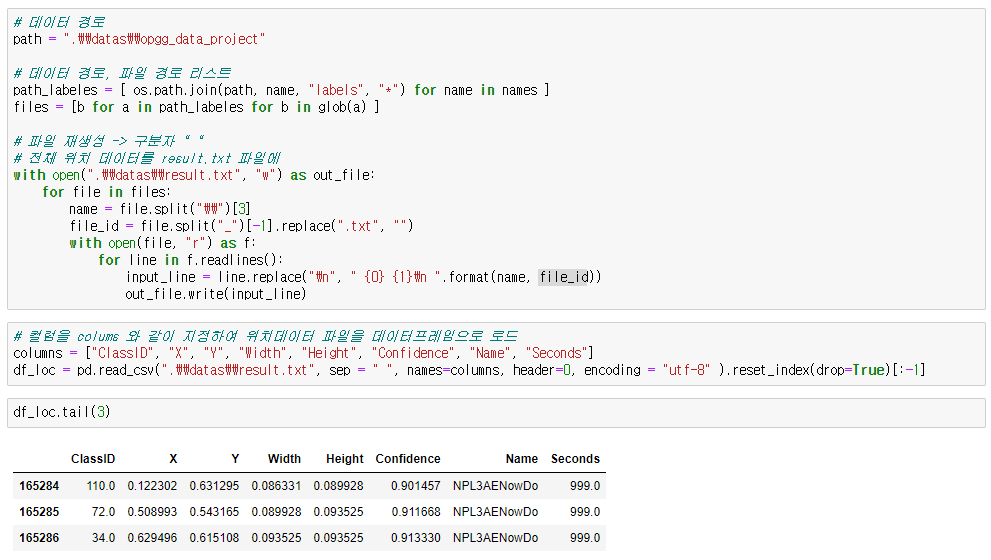 # 데이터 경로
path = ".₩₩datas₩₩opgg_data_project"
# 데이터 경로, 파일 경로 리스트
path_labeles = [ os.path.join(path, name, "labels", "*") for name in names ]
files = [b for a in path_labeles for b in glob(a) ]
# 파일 재생성 -> 구분자 " "
# 전체 위치 데이터를 result.txt 파일에
with open(".₩₩datas₩₩result.txt", "w") as out_file:
for file in files:
name = file.split("₩₩")[3]
file_id = file.split("_")[-1].replace(".txt", "")
with open(file, "r") as f:
for line in f.readlines():
input_line = line.replace("₩n", " {0} {1}₩n ".format(name, file_id))
out_file.write(input_line)
# 컬럼을 colums 와 같이 지정하여 위치데이터 파일을 데이터프레임으로 로드
columns = ["ClassID", "X", "Y", "Width", "Height", "Confidence", "Name", "Seconds"]
df_loc = pd.read_csv(".₩₩datas₩₩result.txt", sep = " ", names=columns, header=0, encoding = "utf-8" ).reset_index(drop=True)[:-1]
df_loc.tail(3)
ClassID X Y Width Height Confidence Name Seconds
165284 110.0 0.122302 0.631295 0.086331 0.089928 0.901457 NPL3AENowDo 999.0
165285 72.0 0.508993 0.543165 0.089928 0.093525 0.911668 NPL3AENowDo 999.0
165286 34.0 0.629496 0.615108 0.093525 0.093525 0.913330 NPL3AENowDo 999.0